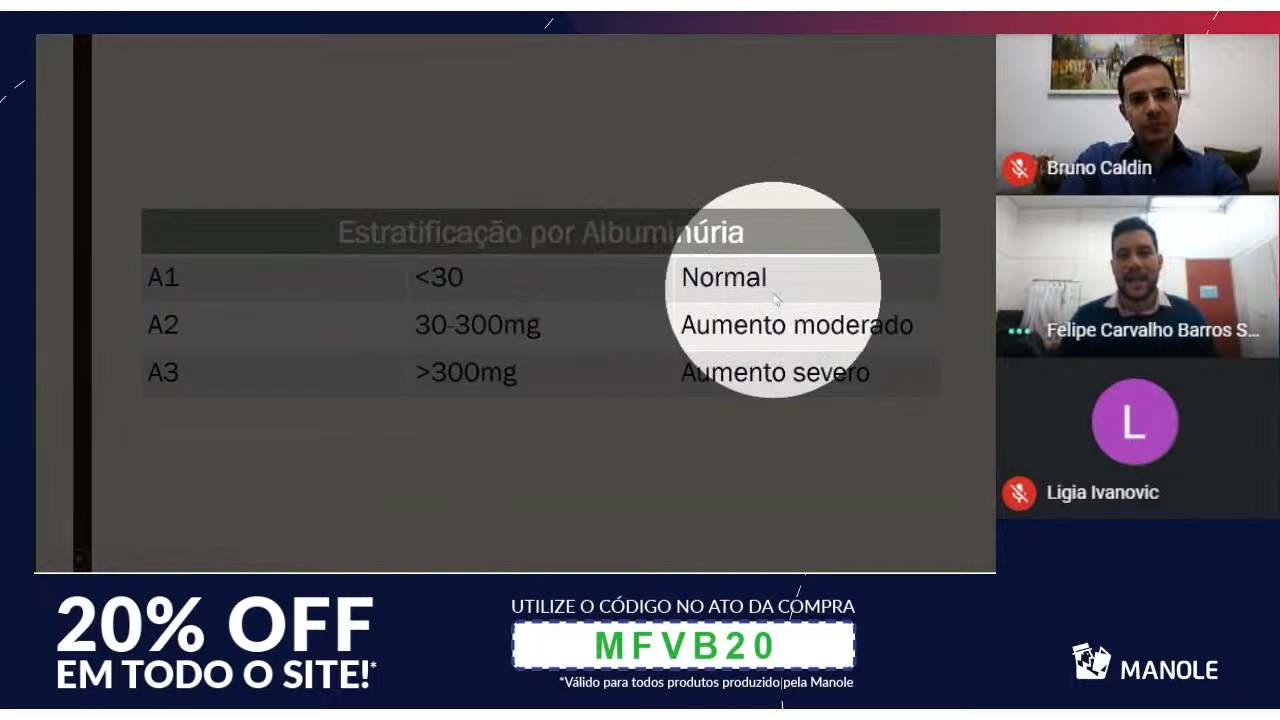 Estratificação por Albuminúria
A1 <30 Normal
A2 30-300mg Aumento moderado
A3 >300mg Aumento severo
Bruno Caldin
Felipe Carvalho Barros S...
L
Ligia Ivanovic
20% OFF
EM TODO O SITE!*
UTILIZE O CÓDIGO NO ATO DA COMPRA
MFVB20
*Válido para todos produtos produzido pela Manole
MANOLE